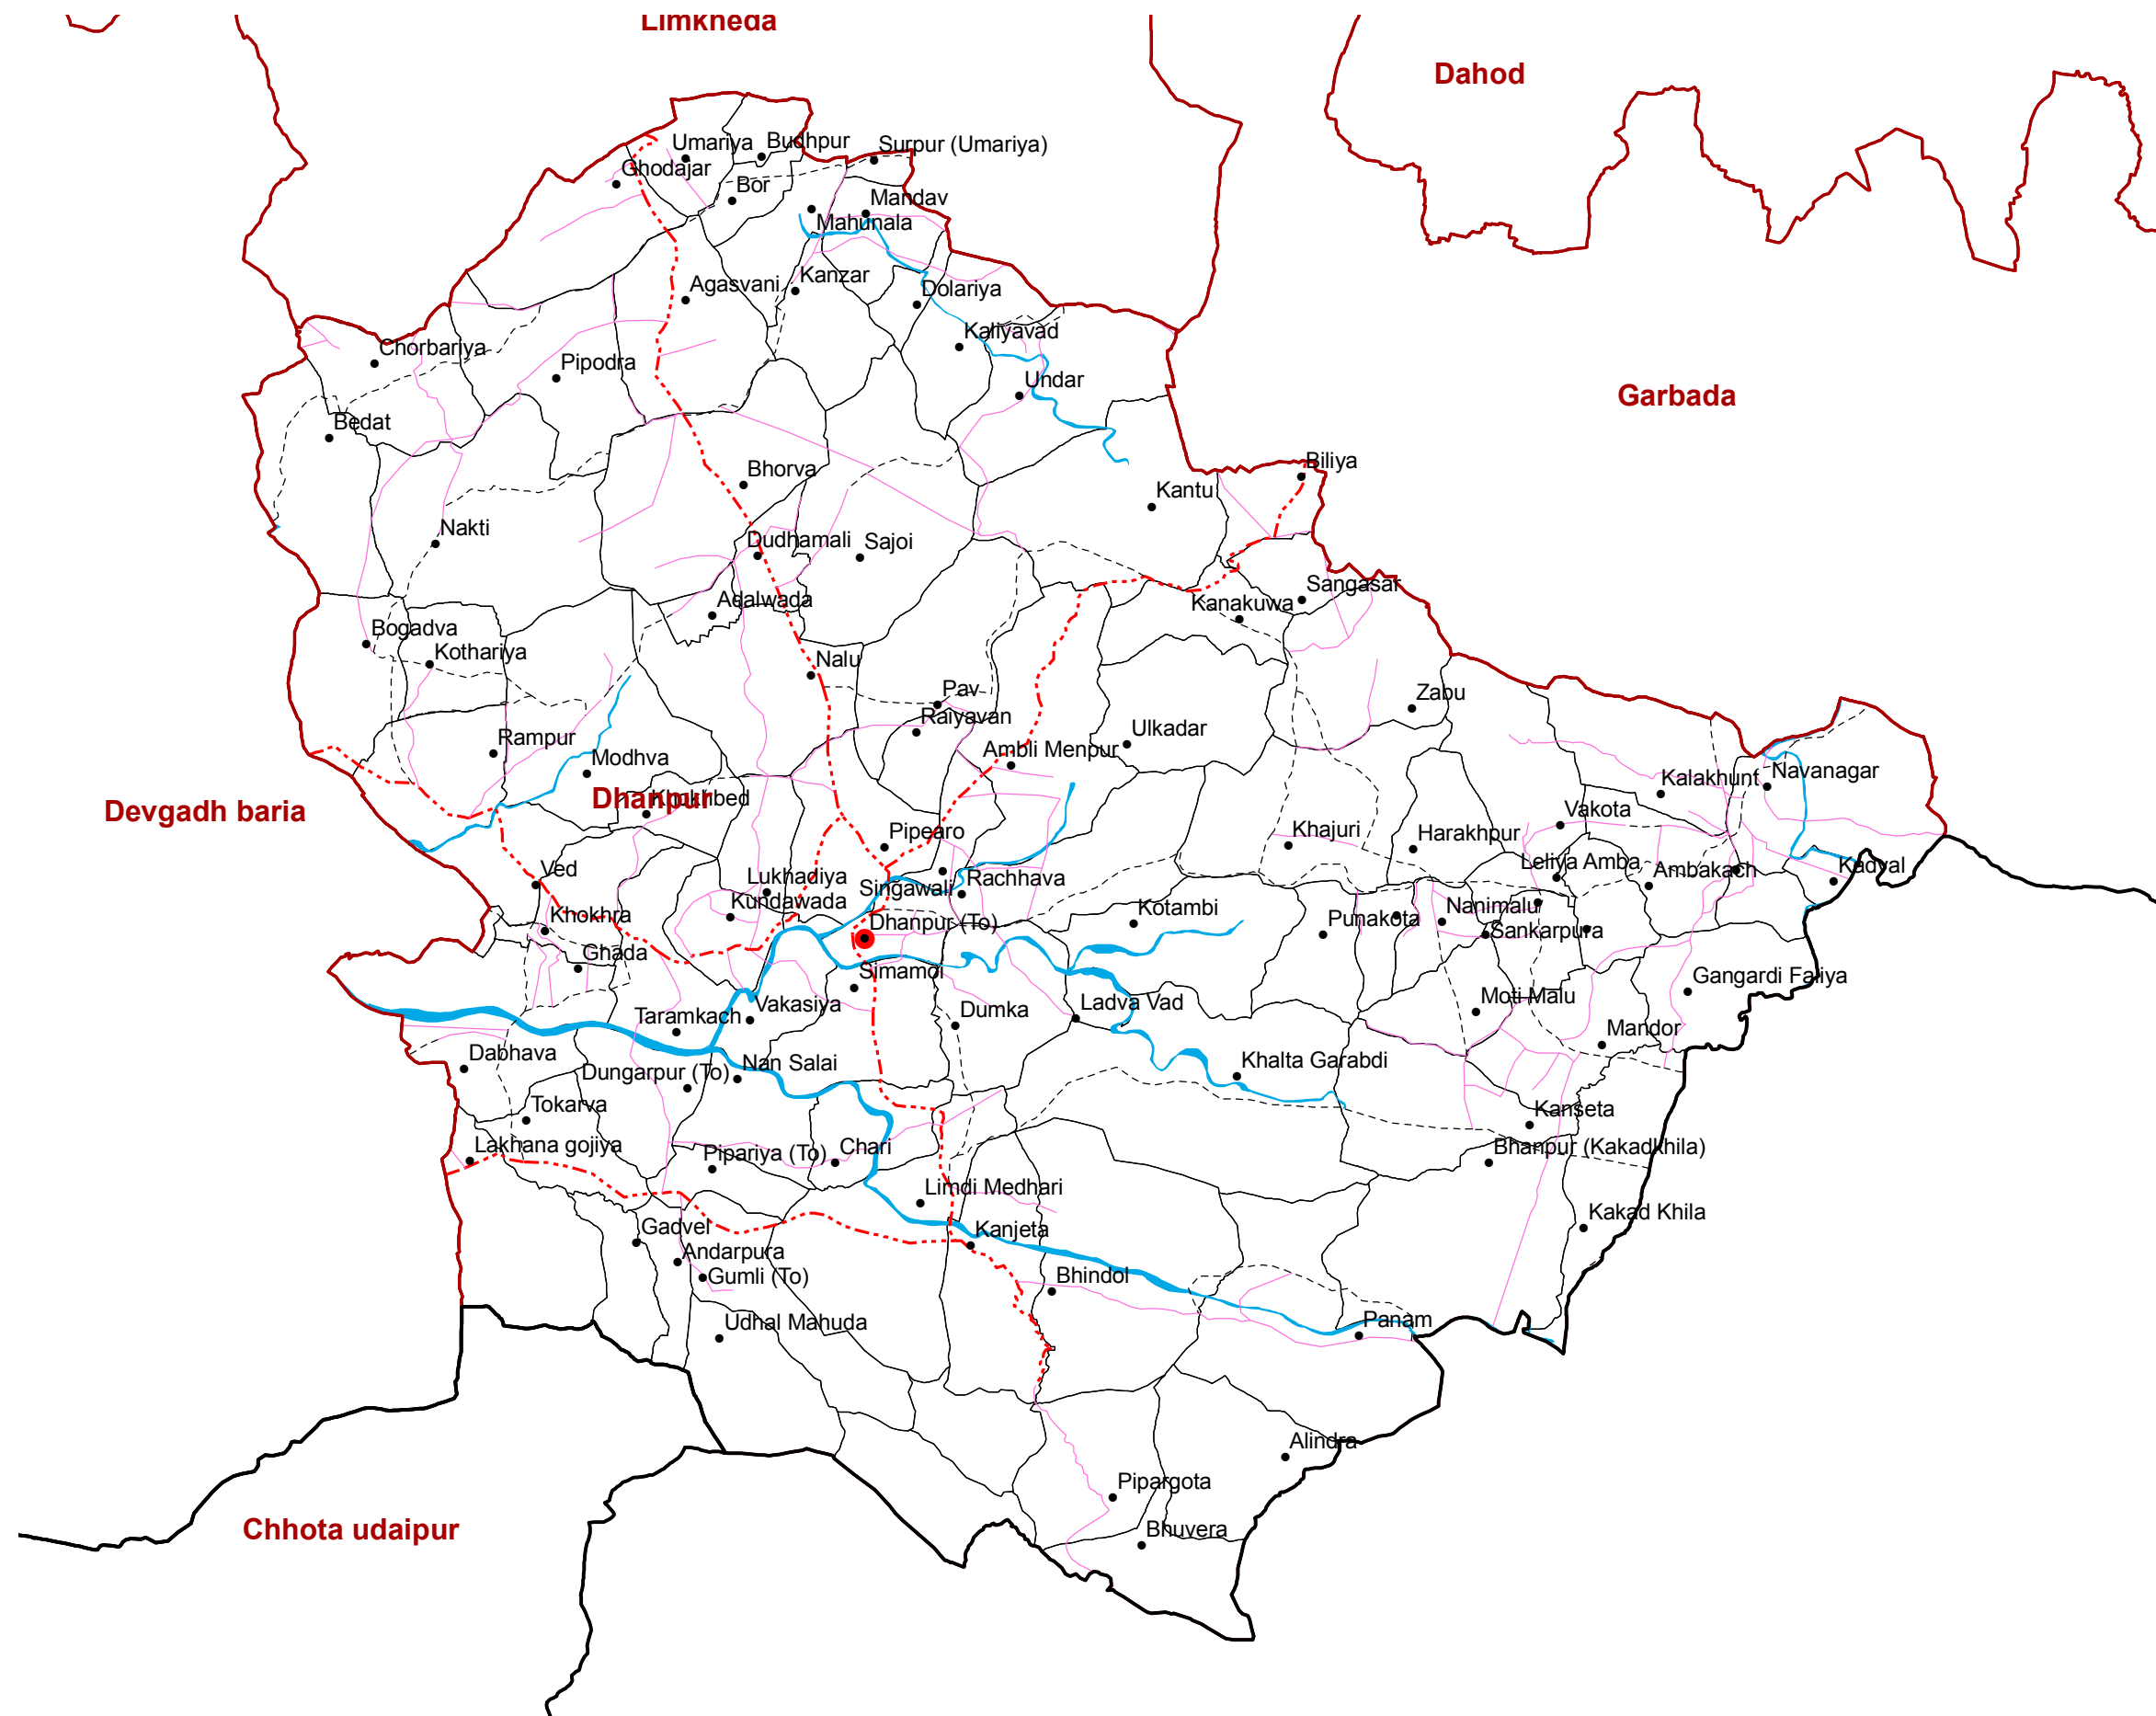 Limkheda
Dahod
Umariya
Budhpur
Surpur (Umariya)
Ghodajar
Bor
Mandav
Mahunala
Agasvani
Kanzar
Dolariya
Kaliyavad
Chorbariya
Pipodra
Undar
Garbada
Bedat
Bhorva
Biliya
Kantu
Nakti
Dudhamali
Sajoi
Adalwada
Sangasar
Kanakuwa
Bogadva
Kothariya
Nalu
Pav
Zabu
Raiyavan
Rampur
Ulkadar
Ambli Menpur
Modhva
Kalakhunt
Navanagar
Devgadh baria
Dhanpur
Khokhbed
Vakota
Pipearo
Khajuri
Harakhpur
Ved
Lukhadiya
Singawali
Rachhava
Leliya Amba
Ambakach
Kadval
Kundawada
Khokhra
Dhanpur (To)
Kotambi
Punakota
Nanimalu
Sankarpura
Ghada
Simamoi
Gangardi Faliya
Taramkach
Vakasiya
Dumka
Ladva Vad
Moti Malu
Mandor
Dabhava
Dungarpur (To)
Nan Salai
Khalta Garabdi
Tokarva
Kanseta
Lakhana gojiya
Pipariya (To)
Chari
Bhanpur (Kakadkhila)
Limdi Medhari
Gadvel
Kanjeta
Kakad Khila
Andarpura
Gumli (To)
Bhindol
Udhal Mahuda
Panam
Alindra
Pipargota
Chhota udaipur
Bhuvera